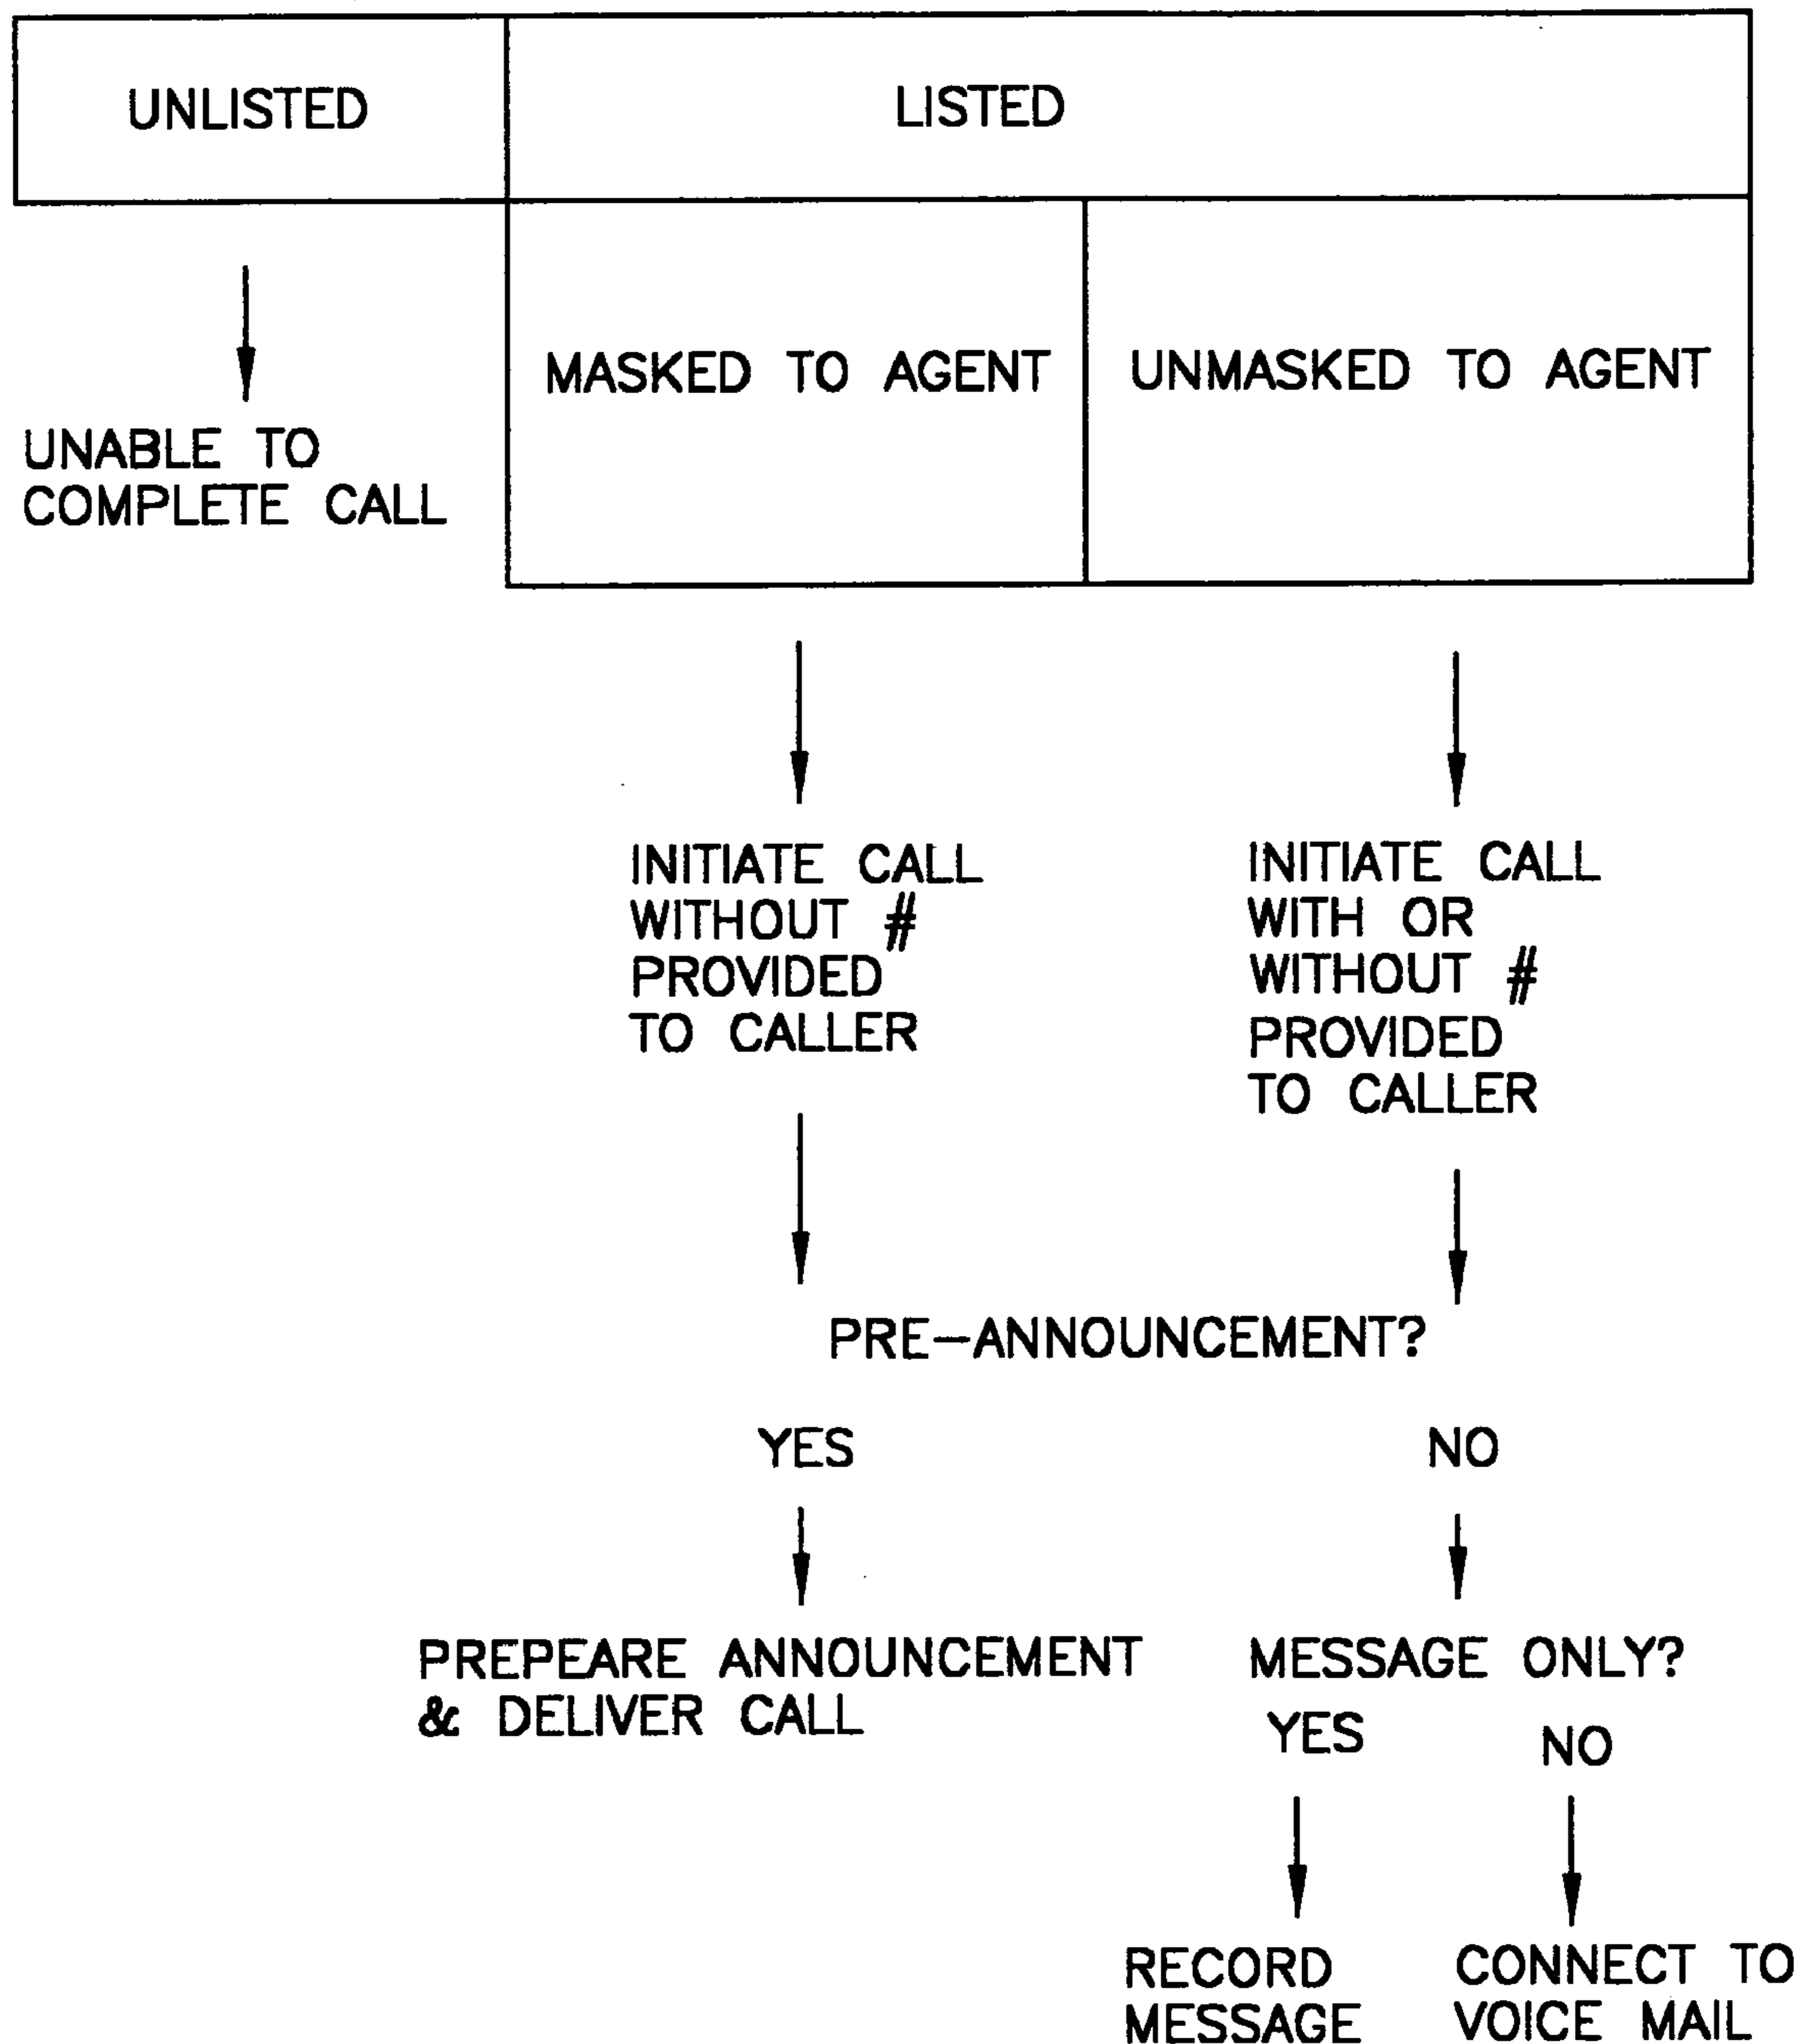 UNLISTED
LISTED
UNABLE TO
COMPLETE CALL
MASKED TO AGENT
UNMASKED TO AGENT
INITIATE CALL
WITHOUT #
PROVIDED
TO CALLER
INITIATE CALL
WITH OR
WITHOUT #
PROVIDED
TO CALLER
PRE-ANNOUNCEMENT?
YES
NO
PREPEARE ANNOUNCEMENT
& DELIVER CALL
MESSAGE ONLY?
YES
NO
RECORD
MESSAGE
CONNECT TO
VOICE MAIL